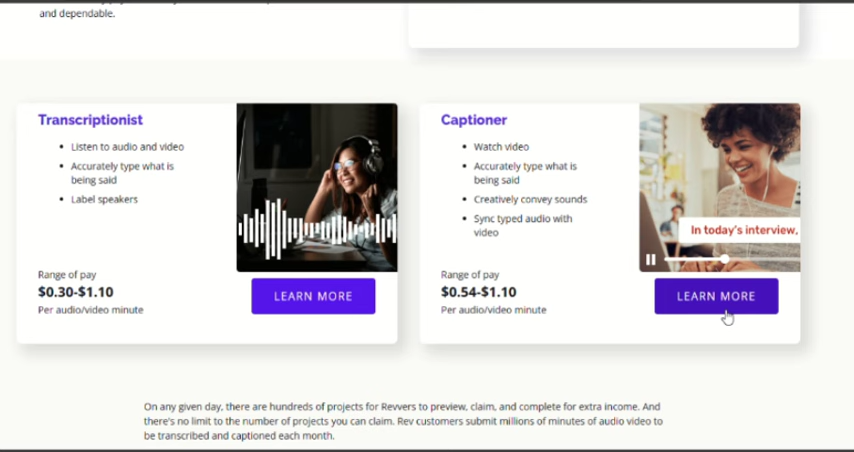 and dependable.
Transcriptionist
Listen to audio and video
Accurately type what is
being said
Label speakers
Range of pay
$0.30-$1.10
Per audio/video minute
LEARN MORE
Captioner
Watch video
Accurately type what is
being said
Creatively convey sounds
Sync typed audio with
video
In today's interview,
Range of pay
$0.54-$1.10
Per audio/video minute
LEARN MORE
On any given day, there are hundreds of projects for Revvers to preview, claim, and complete for extra income. And
there's no limit to the number of projects you can claim. Rev customers submit millions of minutes of audio video to
be transcribed and captioned each month.